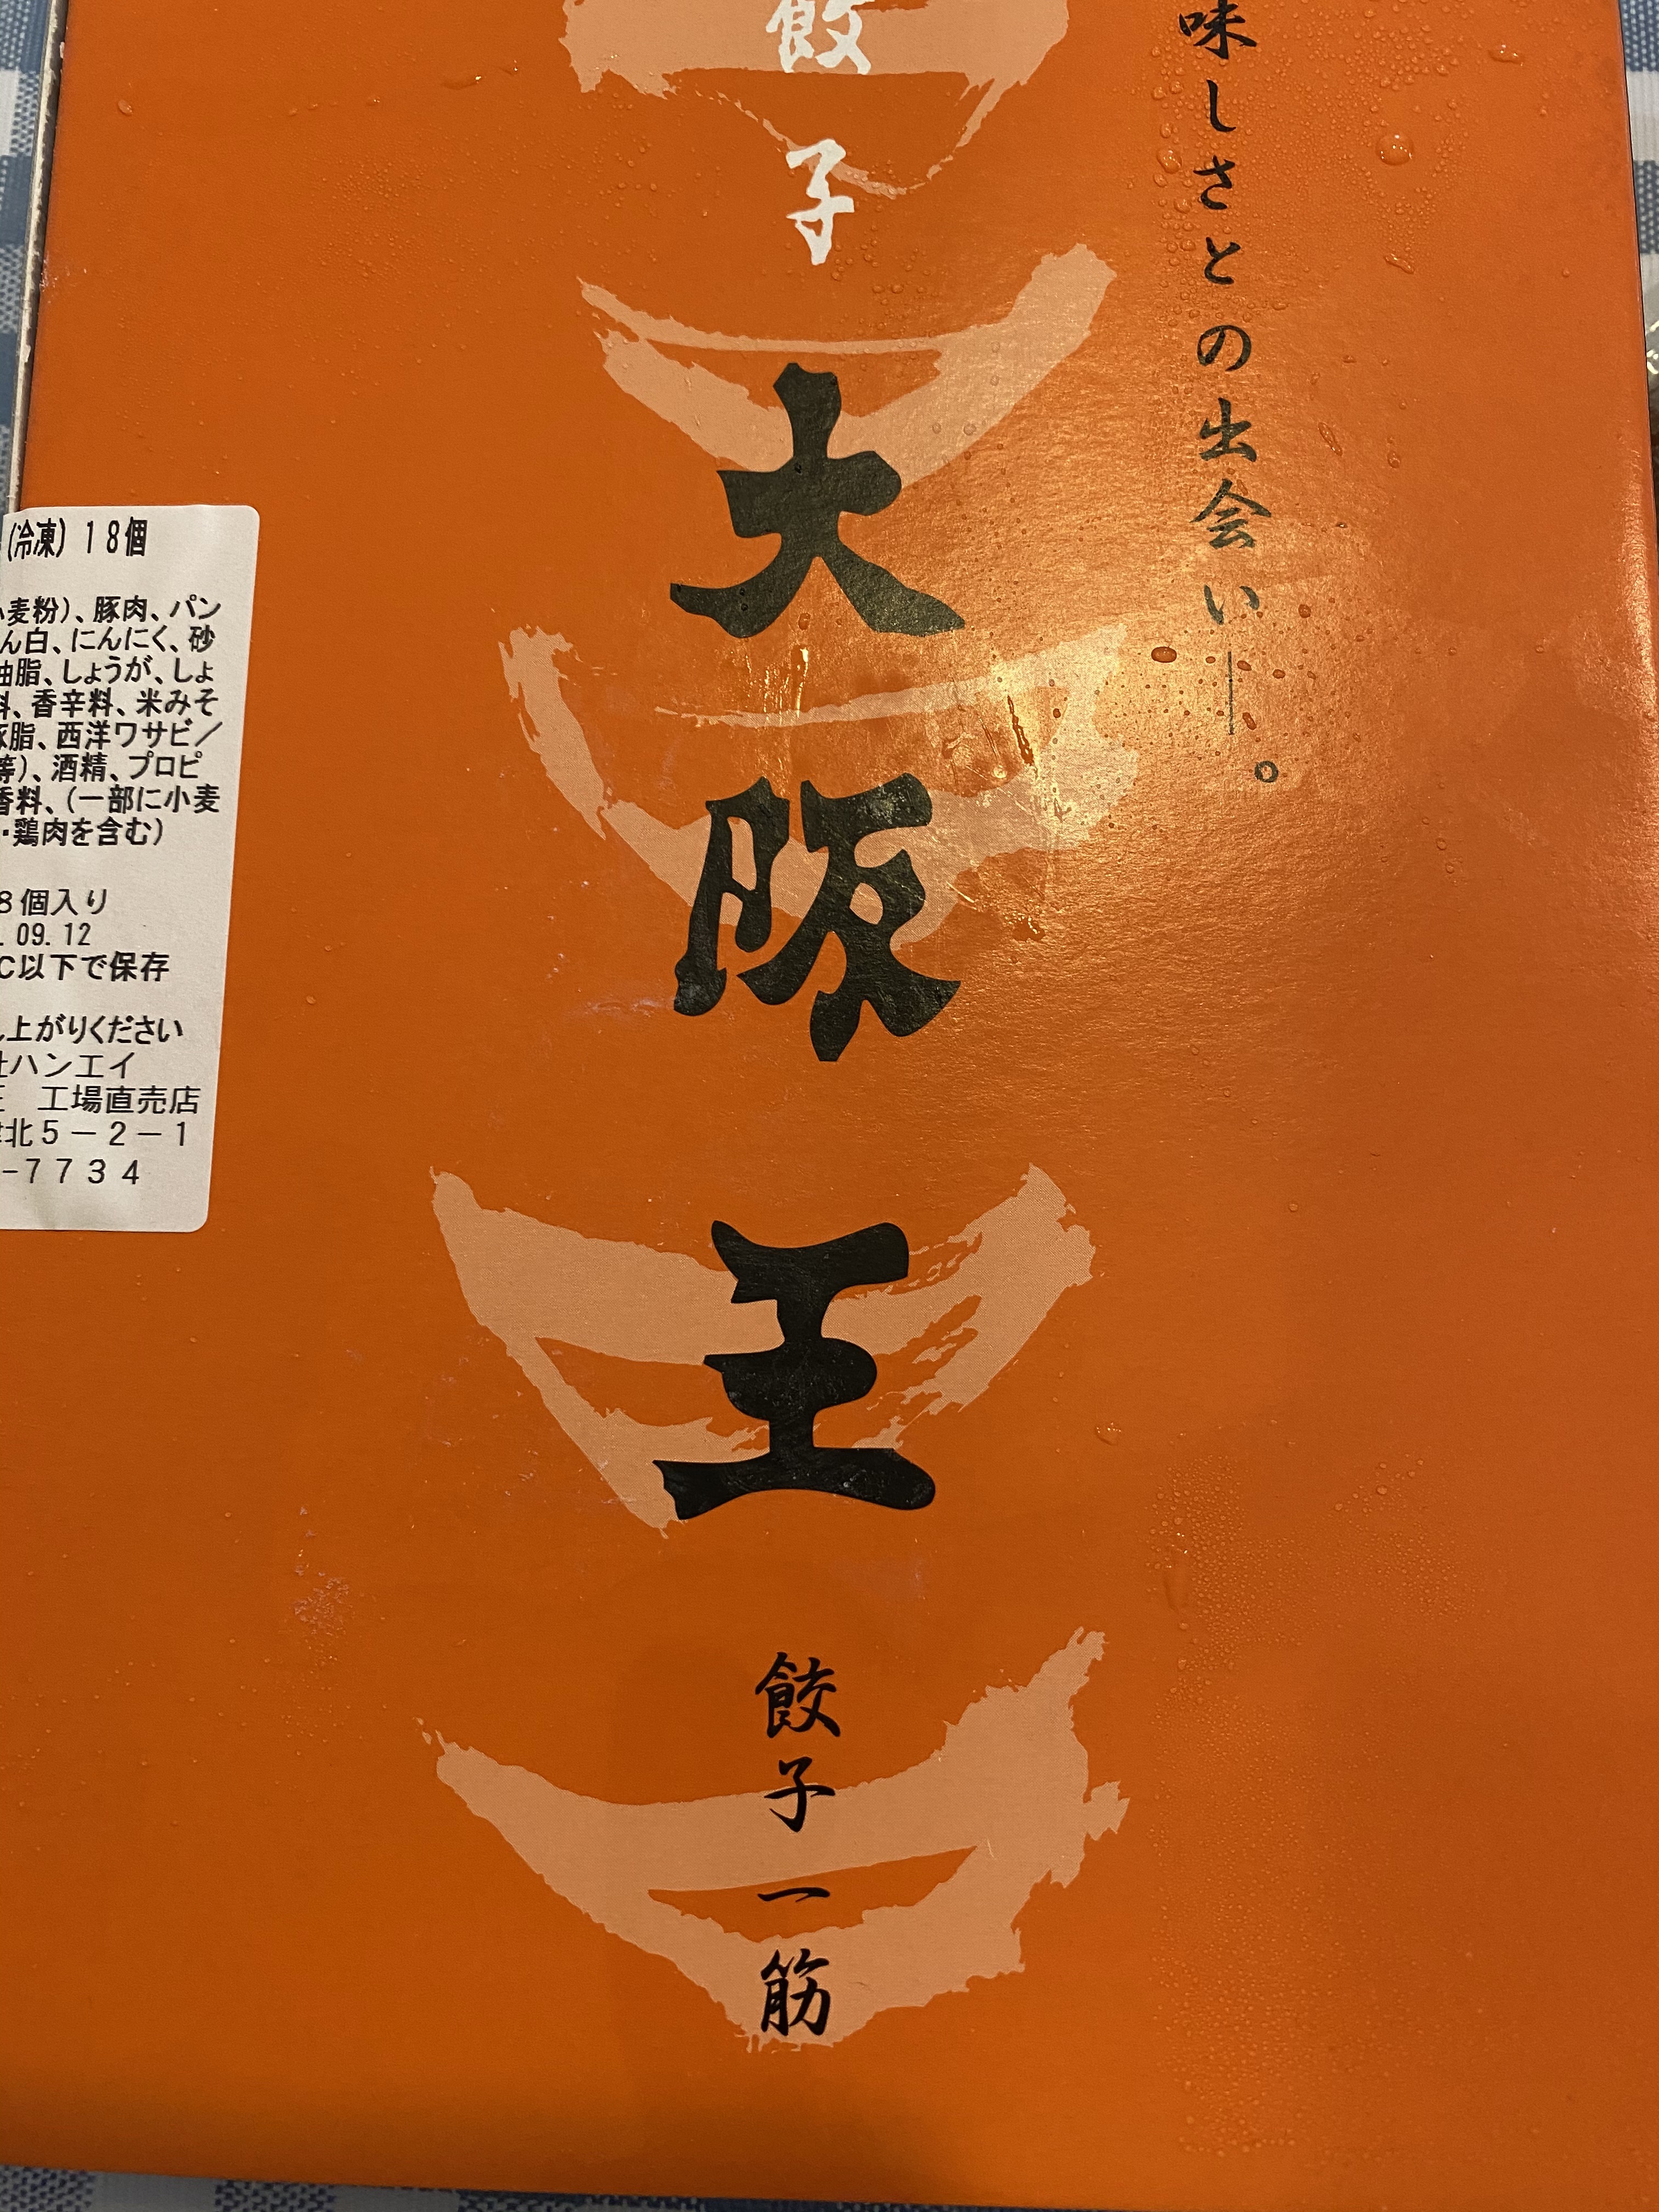 味しさとの出会い―。
餃子
大阪王
餃子一筋
(冷凍) 18個
麦粉)、豚肉、パン
ん白、にんにく、砂
油脂、しょうが、しょ
料、香辛料、米みそ
豚脂、西洋ワサビ／
等)、酒精、プロピ
香料、(一部に小麦
・鶏肉を含む)
8個入り
.09.12
C以下で保存
し上がりください
社ハンエイ
王 工場直売店
津北5－2－1
-7734